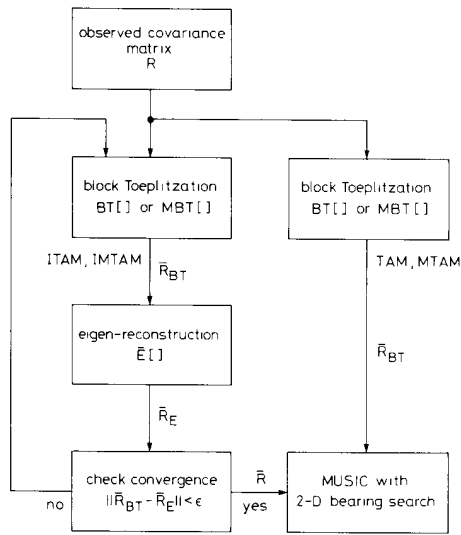 observed covariance
matrix
R
block Toeplitzation
BT[] or MBT[]
block Toeplitzation
BT[] or MBT[]
ITAM, IMTAM
R̅BT
TAM, MTAM
eigen-reconstruction
E̅[]
R̅BT
R̅E
check convergence
||R̅BT-R̅E||<ϵ
no
R̅
yes
MUSIC with
2-D bearing search